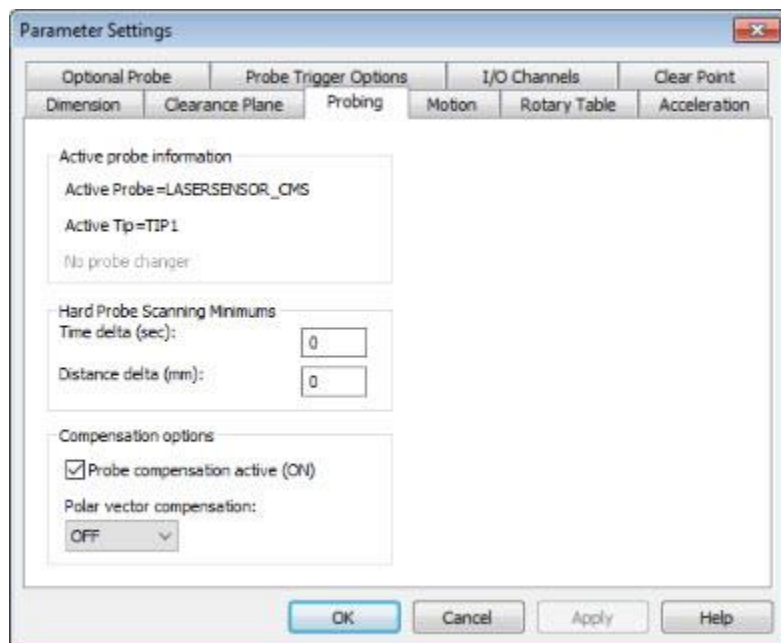 Parameter Settings
Optional Probe Probe Trigger Options I/O Channels Clear Point
Dimension Clearance Plane Probing Motion Rotary Table Acceleration
Active probe information
Active Probe=LASERSENSOR_CMS
Active Tip=TIP1
No probe changer
Hard Probe Scanning Minimums
Time delta (sec): 0
Distance delta (mm): 0
Compensation options
Probe compensation active (ON)
Polar vector compensation:
OFF
OK Cancel Apply Help